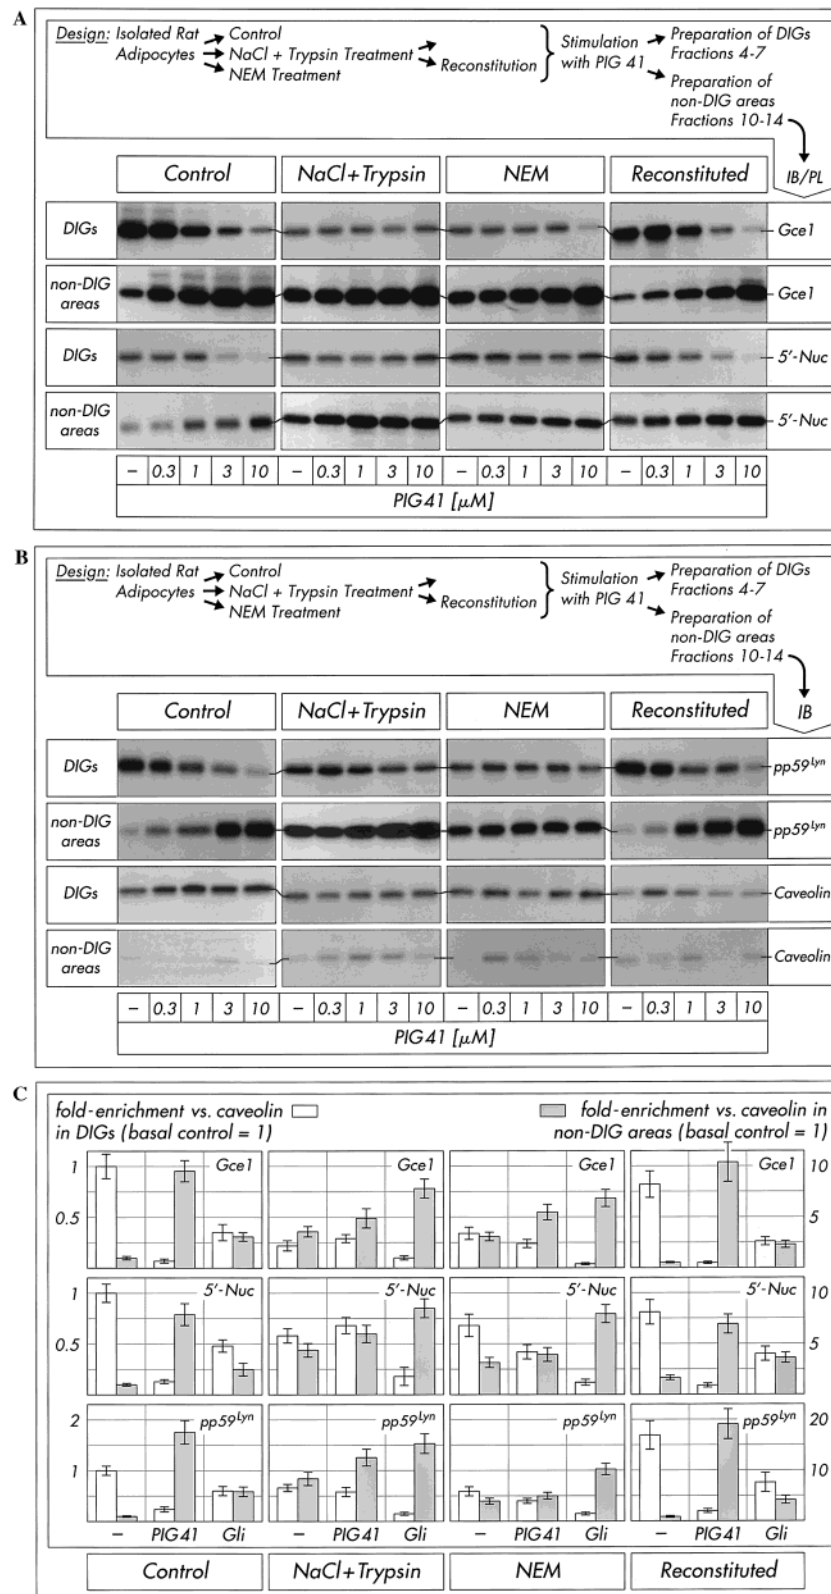 A
Design: Isolated Rat Adipocytes
Control
NaCl + Trypsin Treatment
NEM Treatment
Reconstitution
Stimulation with PIG 41
Preparation of DIGs
Fractions 4-7
Preparation of
non-DIG areas
Fractions 10-14
Control NaCl+Trypsin NEM Reconstituted IB/PL
DIGs Gce1
non-DIG areas Gce1
DIGs 5'-Nuc
non-DIG areas 5'-Nuc
– 0.3 1 3 10 – 0.3 1 3 10 – 0.3 1 3 10 – 0.3 1 3 10
PIG41 [μM]
B
Design: Isolated Rat Adipocytes
Control
NaCl + Trypsin Treatment
NEM Treatment
Reconstitution
Stimulation with PIG 41
Preparation of DIGs
Fractions 4-7
Preparation of
non-DIG areas
Fractions 10-14
Control NaCl+Trypsin NEM Reconstituted IB
DIGs pp59Lyn
non-DIG areas pp59Lyn
DIGs Caveolin
non-DIG areas Caveolin
– 0.3 1 3 10 – 0.3 1 3 10 – 0.3 1 3 10 – 0.3 1 3 10
PIG41 [μM]
C
fold-enrichment vs. caveolin
in DIGs (basal control = 1)
fold-enrichment vs. caveolin in
non-DIG areas (basal control = 1)
1 Gce1 Gce1 Gce1 Gce1 10
0.5 5
1 5'-Nuc 5'-Nuc 5'-Nuc 5'-Nuc 10
0.5 5
2 pp59Lyn pp59Lyn pp59Lyn pp59Lyn 20
1 10
– PIG41 Gli – PIG41 Gli – PIG41 Gli – PIG41 Gli
Control NaCl+Trypsin NEM Reconstituted